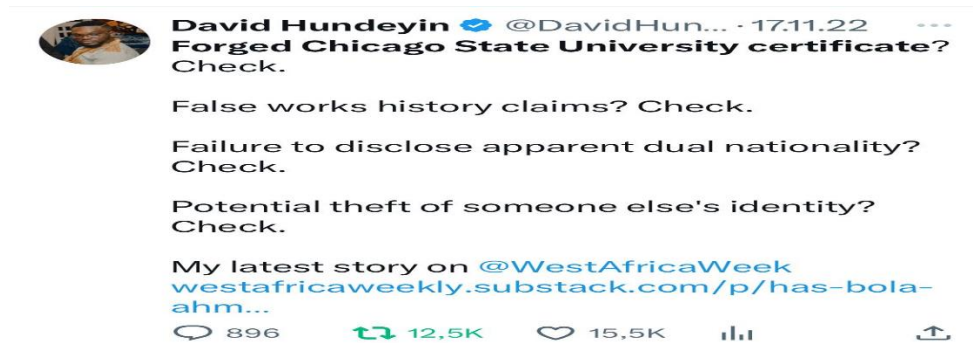 David Hundeyin @DavidHun... · 17.11.22
Forged Chicago State University certificate?
Check.
False works history claims? Check.
Failure to disclose apparent dual nationality?
Check.
Potential theft of someone else's identity?
Check.
My latest story on @WestAfricaWeek
westafricaweekly.substack.com/p/has-bola-
ahm...
896 12,5K 15,5K